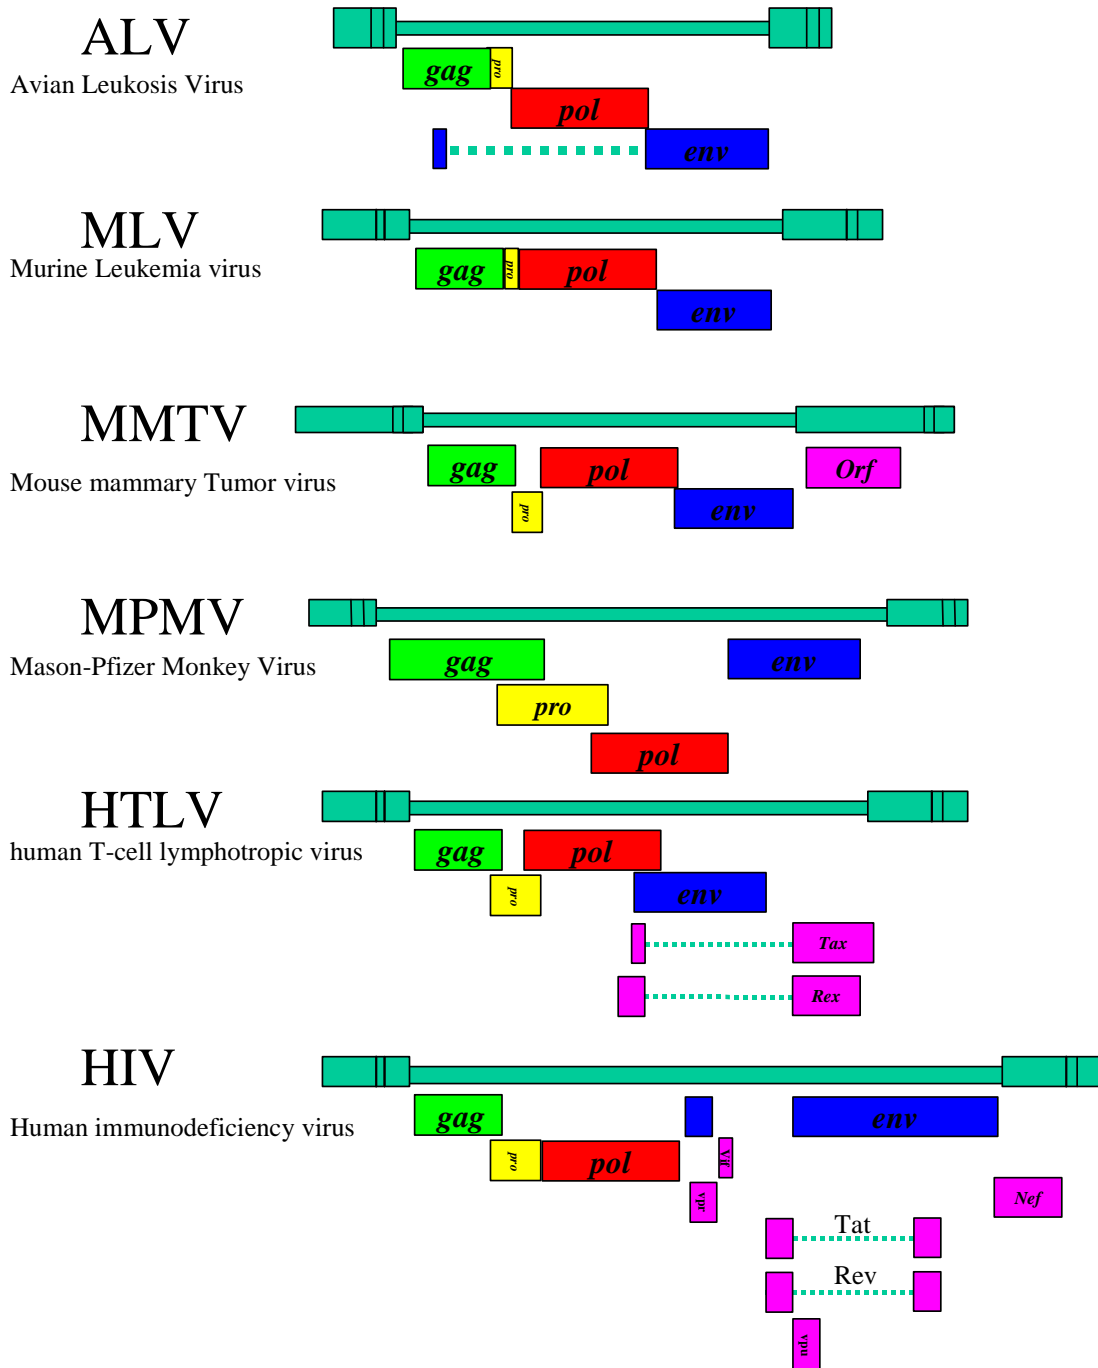 ALV
Avian Leukosis Virus
gag
pro
pol
env
MLV
Murine Leukemia virus
gag
pro
pol
env
MMTV
Mouse mammary Tumor virus
gag
pol
Orf
pro
env
MPMV
Mason-Pfizer Monkey Virus
gag
env
pro
pol
HTLV
human T-cell lymphotropic virus
gag
pol
pro
env
Tax
Rex
HIV
Human immunodeficiency virus
gag
env
pro
pol
Vif
vpr
Nef
Tat
Rev
vpu